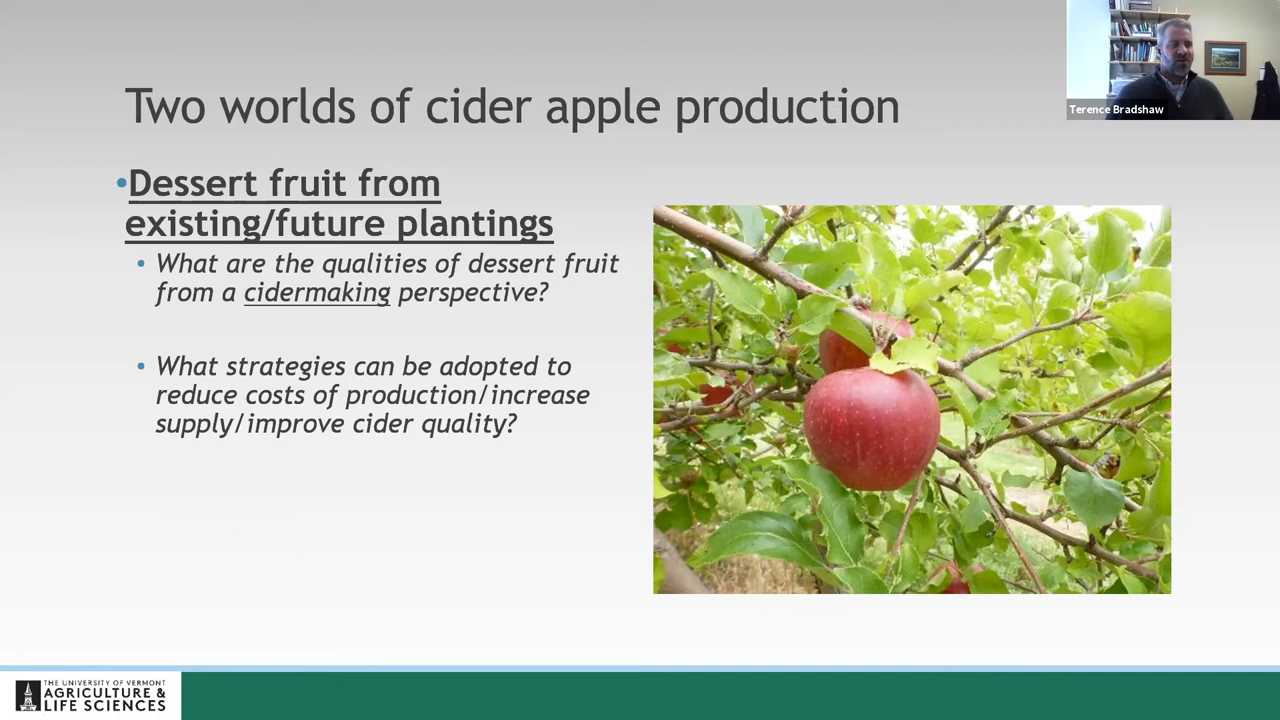 Two worlds of cider apple production
Terence Bradshaw
•Dessert fruit from
existing/future plantings
• What are the qualities of dessert fruit
from a cidermaking perspective?
• What strategies can be adopted to
reduce costs of production/increase
supply/improve cider quality?
THE UNIVERSITY OF VERMONT
AGRICULTURE &
LIFE SCIENCES